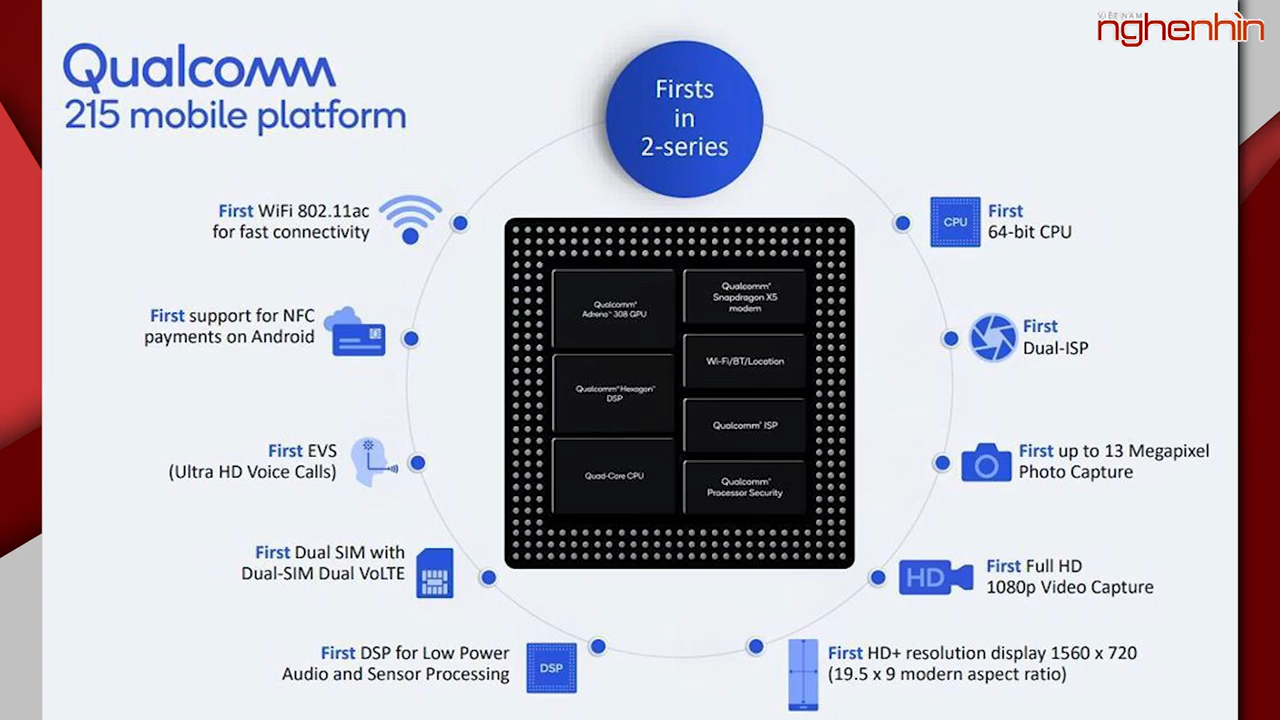 VIỆT NAM
nghenhìn
Qualcomm
215 mobile platform
Firsts
in
2-series
First WiFi 802.11ac
for fast connectivity
First support for NFC
payments on Android
First EVS
(Ultra HD Voice Calls)
First Dual SIM with
Dual-SIM Dual VoLTE
First DSP for Low Power
Audio and Sensor Processing
DSP
Qualcomm®
Adreno™ 308 GPU
Qualcomm® Hexagon™
DSP
Quad-Core CPU
Qualcomm®
Snapdragon X5
modem
Wi-Fi/BT/Location
Qualcomm® ISP
Qualcomm®
Processor Security
CPU
First
64-bit CPU
First
Dual-ISP
First up to 13 Megapixel
Photo Capture
HD
First Full HD
1080p Video Capture
First HD+ resolution display 1560 x 720
(19.5 x 9 modern aspect ratio)